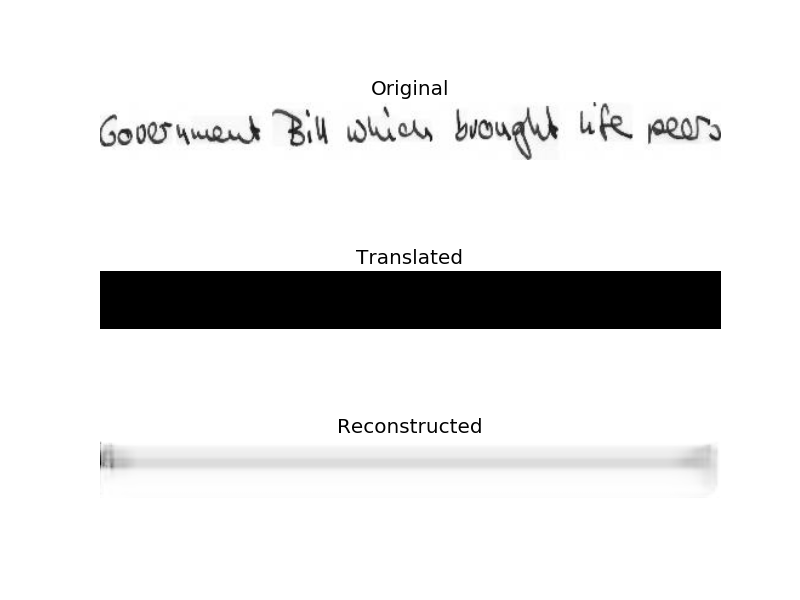 Original
Government Bill which brought life peers
Translated
Reconstructed